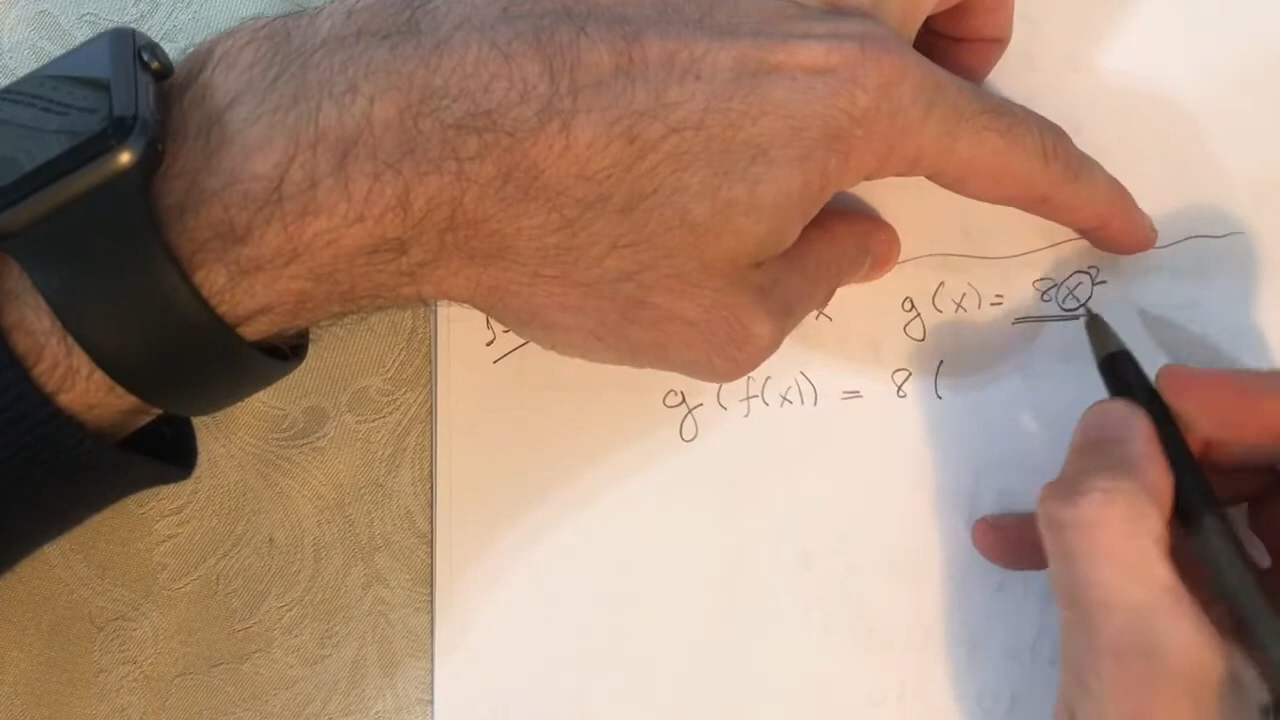 x g(x) = 8x²
g(f(x)) = 8(